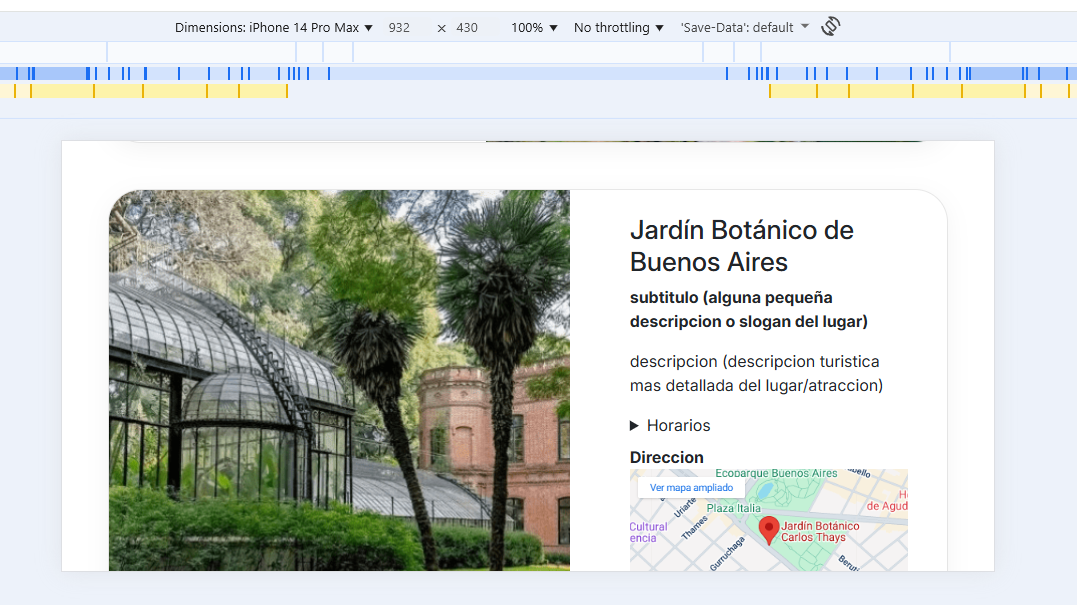 Dimensions: iPhone 14 Pro Max ▼ 932 × 430 100% ▼ No throttling ▼ 'Save-Data': default
Jardín Botánico de
Buenos Aires
subtitulo (alguna pequeña
descripcion o slogan del lugar)
descripcion (descripcion turistica
mas detallada del lugar/atraccion)
▶ Horarios
Direccion
Ecoparque Buenos Aires
Ver mapa ampliado
Uriarte
Plaza Italia
de Agud
Cultural
Thames
Jardín Botánico
Carlos Thays
Gurruchaga